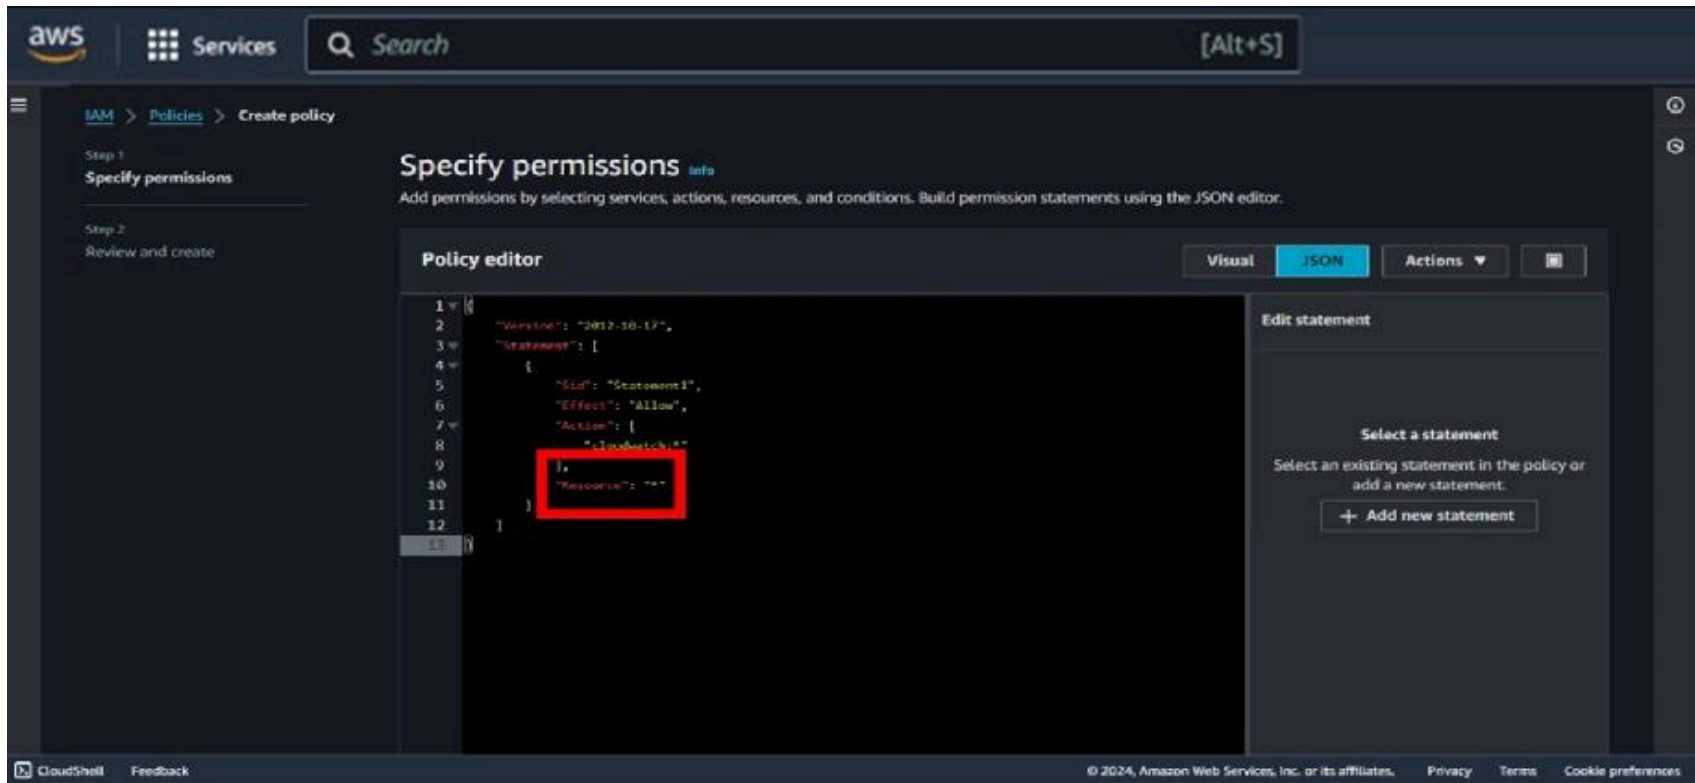 aws
Services
Search
[Alt+S]
IAM > Policies > Create policy
Step 1
Specify permissions
Step 2
Review and create
Specify permissions Info
Add permissions by selecting services, actions, resources, and conditions. Build permission statements using the JSON editor.
Policy editor
Visual
JSON
Actions
1 {
2 "Version": "2012-10-17",
3 "Statement": [
4 {
5 "Sid": "Statement1",
6 "Effect": "Allow",
7 "Action": [
8 "cloudwatch:*"
9 ],
10 "Resource": "*"
11 }
12 ]
13 }
Edit statement
Select a statement
Select an existing statement in the policy or
add a new statement.
+ Add new statement
CloudShell
Feedback
© 2024, Amazon Web Services, Inc. or its affiliates.
Privacy
Terms
Cookie preferences